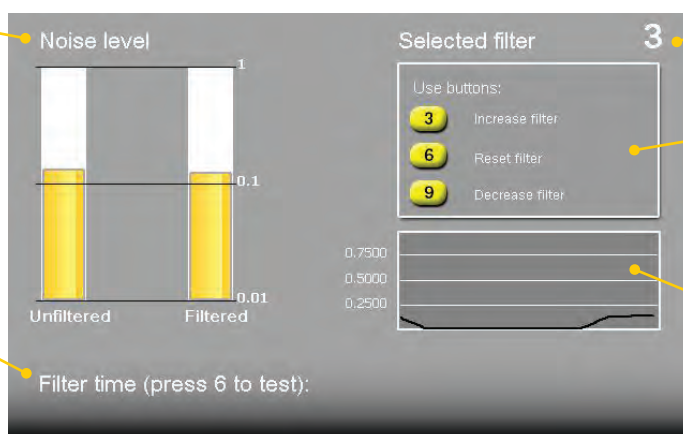 Noise level
1
0.1
0.01
Unfiltered Filtered
Selected filter 3
Use buttons:
3 Increase filter
6 Reset filter
9 Decrease filter
0.7500
0.5000
0.2500
Filter time (press 6 to test):